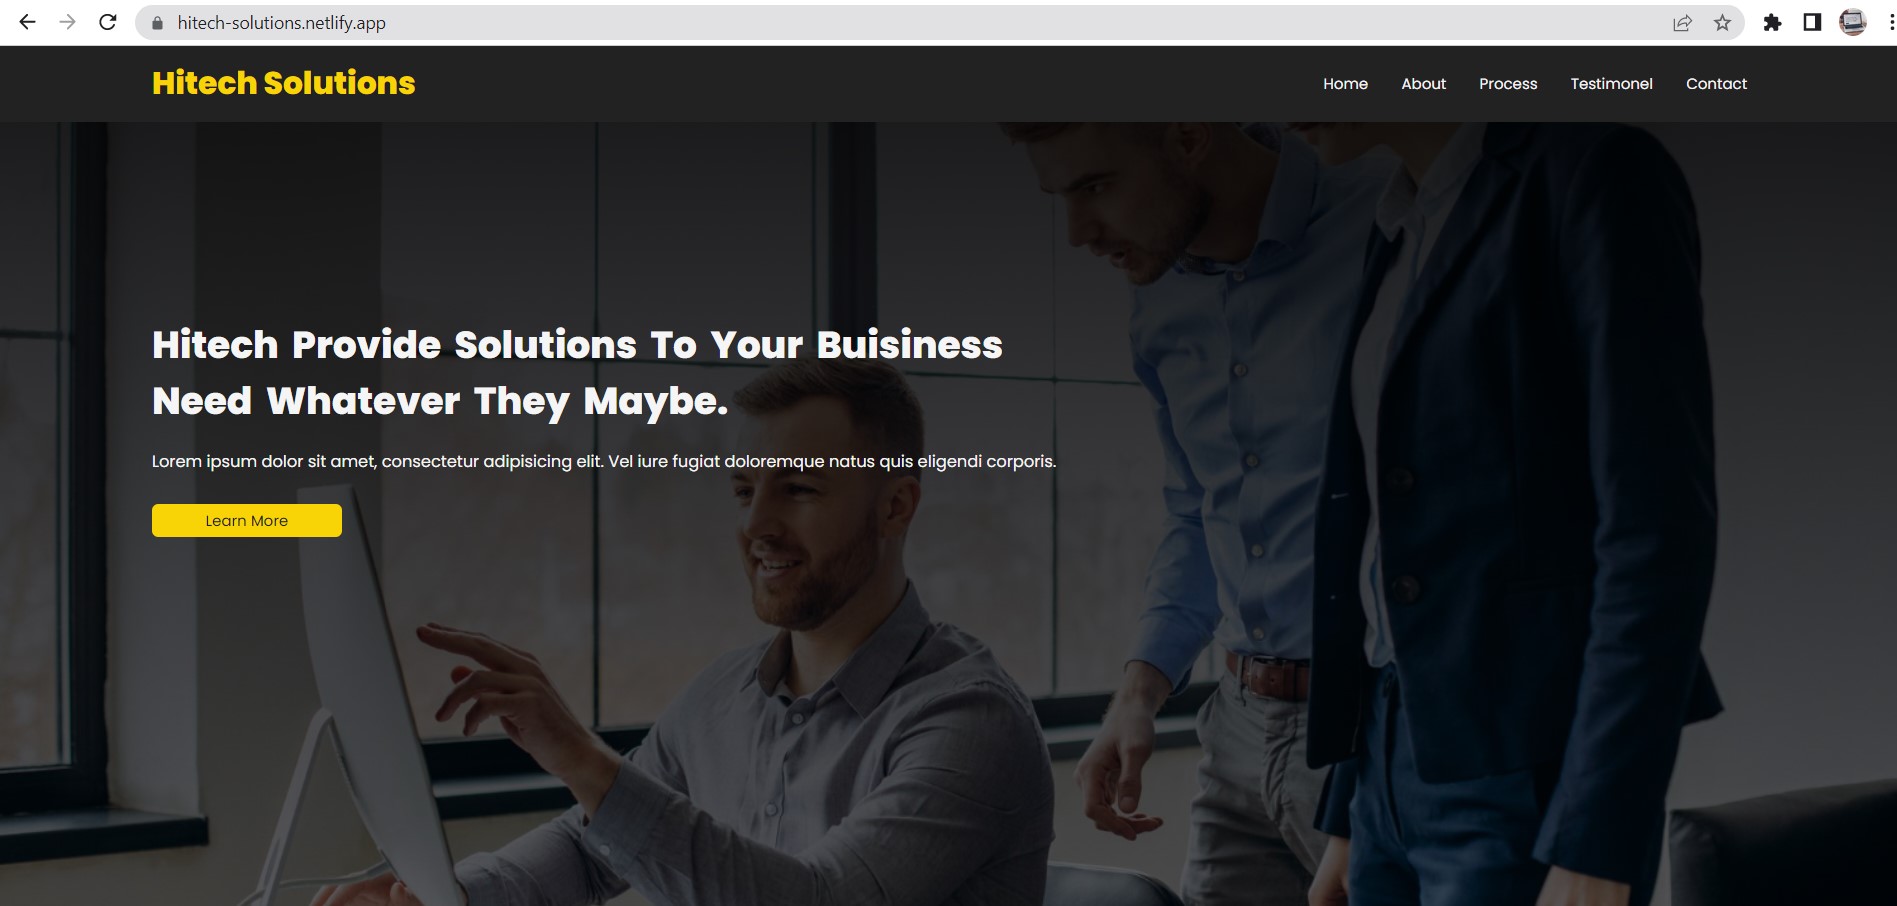 hitech-solutions.netlify.app
Hitech Solutions
Home About Process Testimonel Contact
Hitech Provide Solutions To Your Buisiness
Need Whatever They Maybe.
Lorem ipsum dolor sit amet, consectetur adipisicing elit. Vel iure fugiat doloremque natus quis eligendi corporis.
Learn More